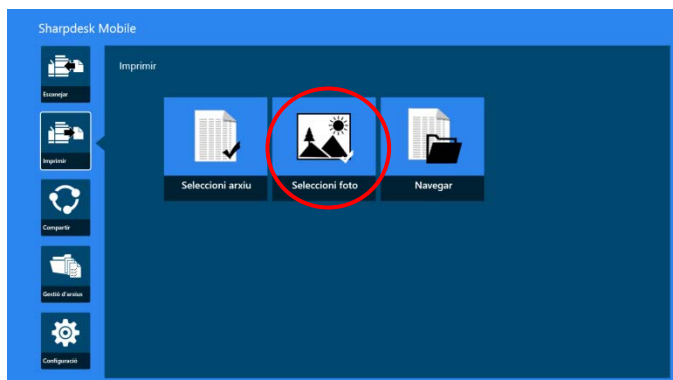 Sharpdesk Mobile
Escanejar
Imprimir
Compartir
Gestió d'arxius
Configuració
Imprimir
Seleccioni arxiu
Seleccioni foto
Navegar